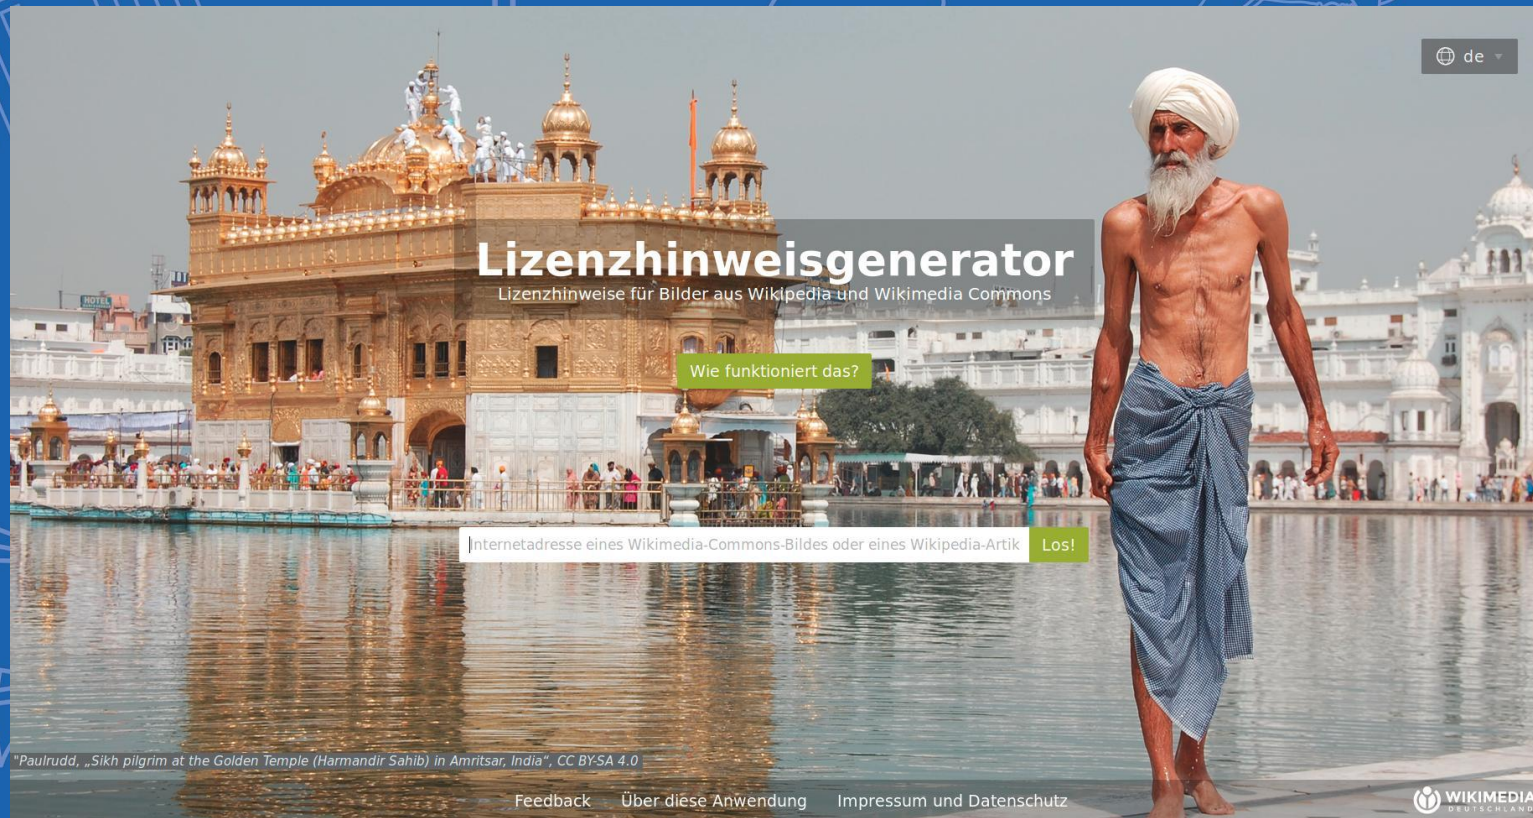 de
HOTEL
Lizenzhinweisgenerator
Lizenzhinweise für Bilder aus Wikipedia und Wikimedia Commons
Wie funktioniert das?
Internetadresse eines Wikimedia-Commons-Bildes oder eines Wikipedia-Artik
Los!
"Paulrudd, „Sikh pilgrim at the Golden Temple (Harmandir Sahib) in Amritsar, India“, CC BY-SA 4.0
Feedback
Über diese Anwendung
Impressum und Datenschutz
WIKIMEDIA
DEUTSCHLAND